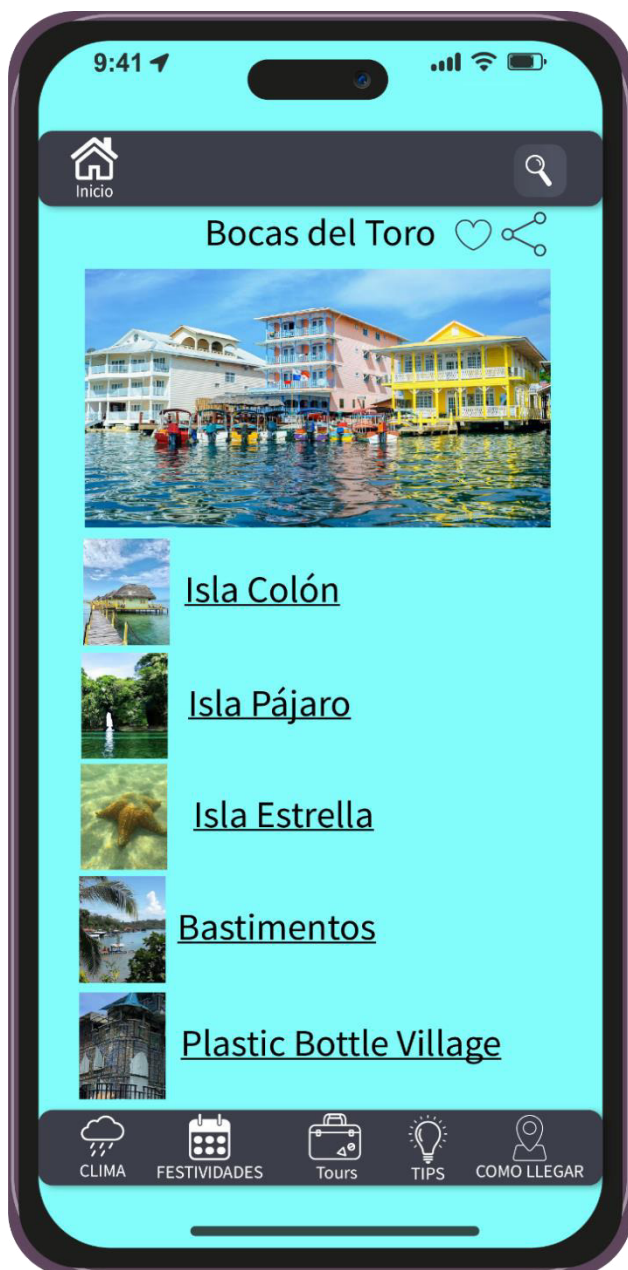 9:41
Inicio
Bocas del Toro
Isla Colón
Isla Pájaro
Isla Estrella
Bastimentos
Plastic Bottle Village
CLIMA FESTIVIDADES Tours TIPS COMO LLEGAR